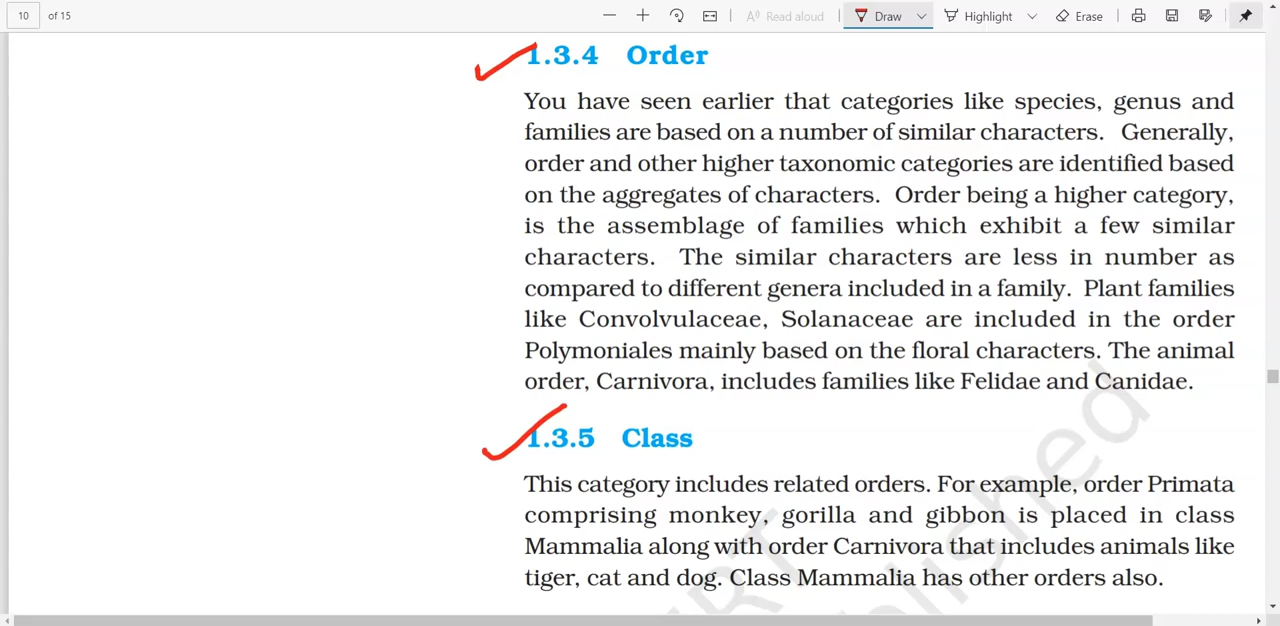 10 of 15 Read aloud Draw Highlight Erase
1.3.4 Order
You have seen earlier that categories like species, genus and
families are based on a number of similar characters. Generally,
order and other higher taxonomic categories are identified based
on the aggregates of characters. Order being a higher category,
is the assemblage of families which exhibit a few similar
characters. The similar characters are less in number as
compared to different genera included in a family. Plant families
like Convolvulaceae, Solanaceae are included in the order
Polymoniales mainly based on the floral characters. The animal
order, Carnivora, includes families like Felidae and Canidae.
1.3.5 Class
This category includes related orders. For example, order Primata
comprising monkey, gorilla and gibbon is placed in class
Mammalia along with order Carnivora that includes animals like
tiger, cat and dog. Class Mammalia has other orders also.